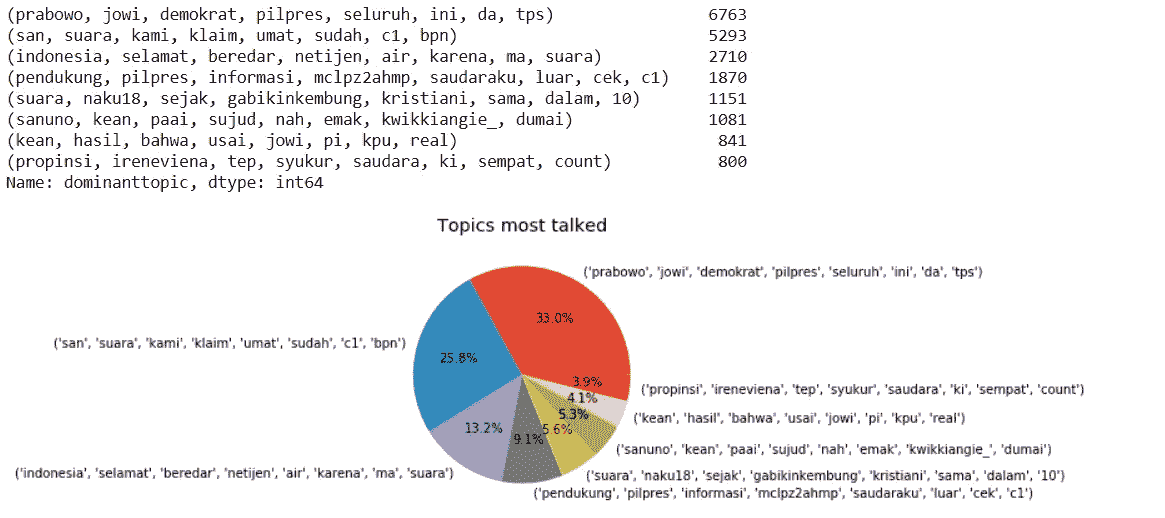 (prabowo, jowi, demokrat, pilpres, seluruh, ini, da, tps) 6763
(san, suara, kami, klaim, umat, sudah, c1, bpn) 5293
(indonesia, selamat, beredar, netijen, air, karena, ma, suara) 2710
(pendukung, pilpres, informasi, mclpz2ahmp, saudaraku, luar, cek, c1) 1870
(suara, naku18, sejak, gabikinkembung, kristiani, sama, dalam, 10) 1151
(sanuno, kean, paai, sujud, nah, emak, kwikkiangie_, dumai) 1081
(kean, hasil, bahwa, usai, jowi, pi, kpu, real) 841
(propinsi, ireneviena, tep, syukur, saudara, ki, sempat, count) 800
Name: dominanttopic, dtype: int64
Topics most talked
('prabowo', 'jowi', 'demokrat', 'pilpres', 'seluruh', 'ini', 'da', 'tps')
33.0%
('san', 'suara', 'kami', 'klaim', 'umat', 'sudah', 'c1', 'bpn')
25.8%
3.9%
('propinsi', 'ireneviena', 'tep', 'syukur', 'saudara', 'ki', 'sempat', 'count')
4.1%
('kean', 'hasil', 'bahwa', 'usai', 'jowi', 'pi', 'kpu', 'real')
5.3%
13.2%
9.1%
5.6%
('sanuno', 'kean', 'paai', 'sujud', 'nah', 'emak', 'kwikkiangie_', 'dumai')
('indonesia', 'selamat', 'beredar', 'netijen', 'air', 'karena', 'ma', 'suara')
('suara', 'naku18', 'sejak', 'gabikinkembung', 'kristiani', 'sama', 'dalam', '10')
('pendukung', 'pilpres', 'informasi', 'mclpz2ahmp', 'saudaraku', 'luar', 'cek', 'c1')